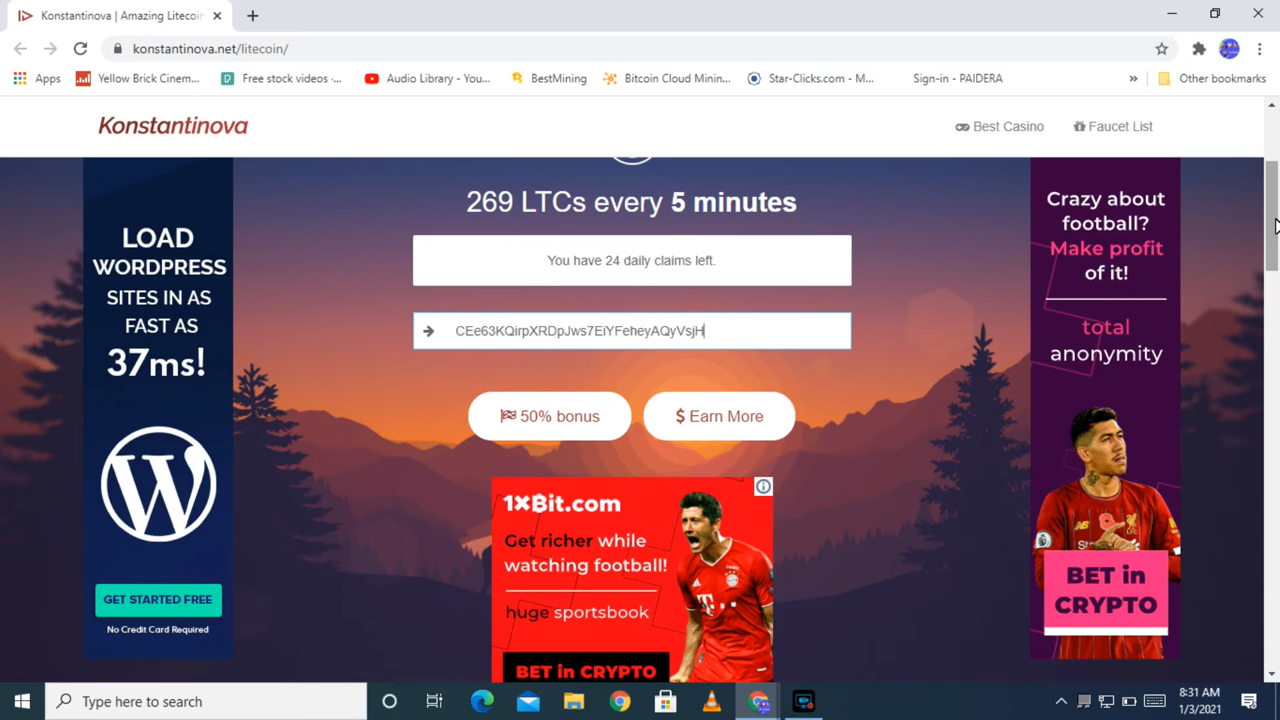 Konstantinova | Amazing Litecoin
konstantinova.net/litecoin/
Apps
Yellow Brick Cinem...
Free stock videos -...
Audio Library - You...
BestMining
Bitcoin Cloud Minin...
Star-Clicks.com - M...
Sign-in - PAIDERA
»
Other bookmarks
Konstantinova
Best Casino
Faucet List
269 LTCs every 5 minutes
You have 24 daily claims left.
CEe63KQirpXRDpJws7EiYFeheyAQyVsjH
50% bonus
$ Earn More
LOAD
WORDPRESS
SITES IN AS
FAST AS
37ms!
GET STARTED FREE
No Credit Card Required
1XBit.com
Get richer while
watching football!
huge sportsbook
BET in CRYPTO
Crazy about
football?
Make profit
of it!
total
anonymity
BET in
CRYPTO
Type here to search
8:31 AM
1/3/2021